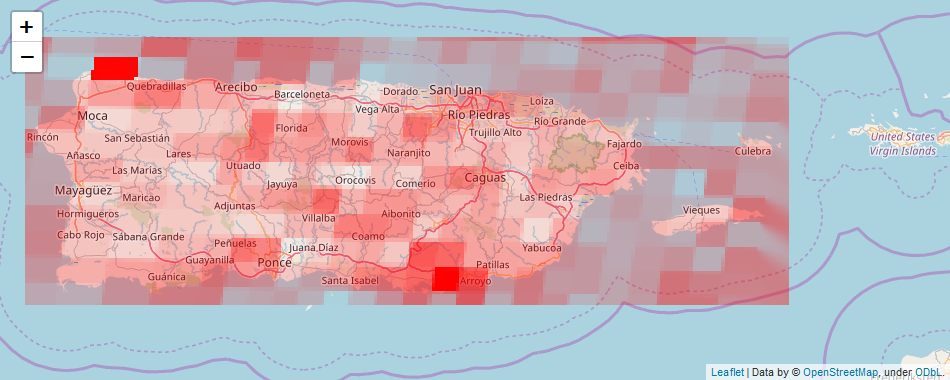 +
−
Quebradillas
Arecibo
Barceloneta
Dorado
San Juan
Loíza
Vega Alta
Moca
Río Piedras
Río Grande
Florida
Trujillo Alto
Rincón
San Sebastián
Morovis
Fajardo
United States
Virgin Islands
Añasco
Lares
Naranjito
Culebra
Utuado
Ceiba
Las Marías
Caguas
Mayagüez
Jayuya
Orocovis
Comerío
Maricao
Las Piedras
Hormigueros
Adjuntas
Villalba
Aibonito
Vieques
Cabo Rojo
Sábana Grande
Peñuelas
Coamo
Juana Díaz
Yabucoa
Guayanilla
Ponce
Patillas
Guánica
Santa Isabel
Arroyo
Leaflet | Data by © OpenStreetMap, under ODbL.